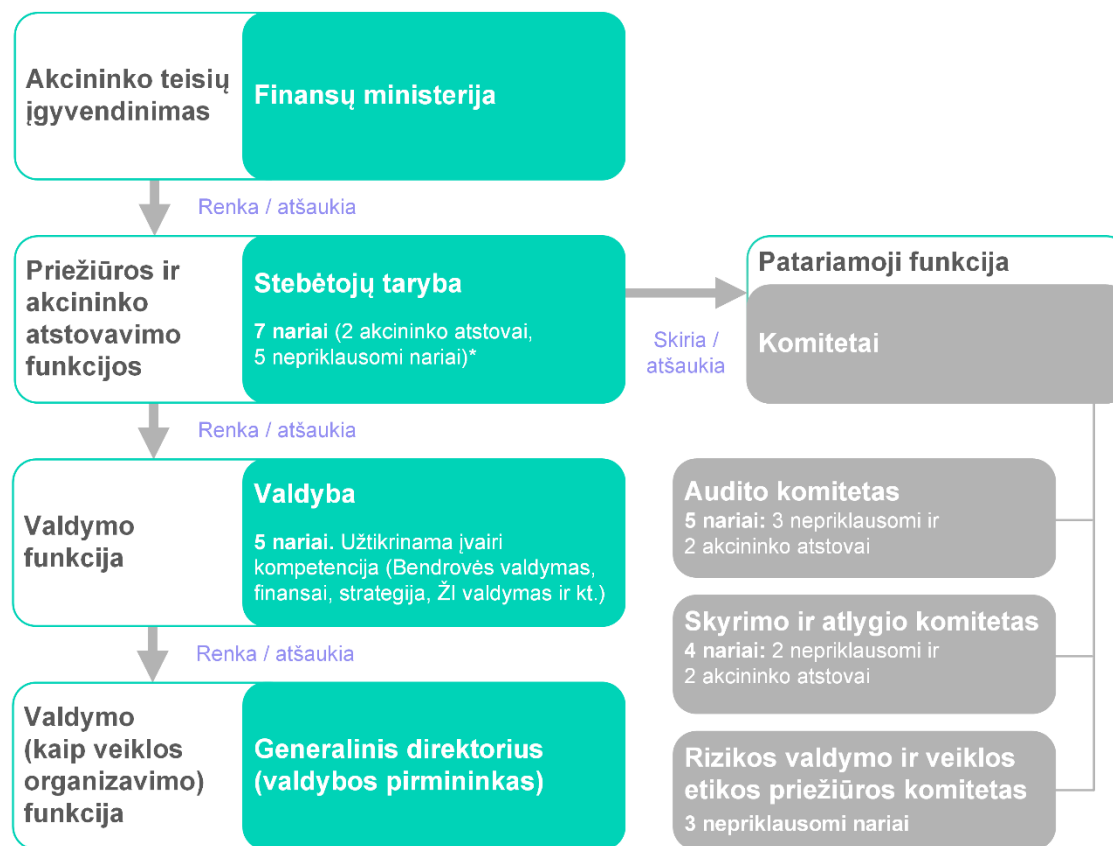 Akcininko teisių
įgyvendinimas
Finansų ministerija
Renka / atšaukia
Priežiūros ir
akcininko
atstovavimo
funkcijos
Stebėtojų taryba
7 nariai (2 akcininko atstovai,
5 nepriklausomi nariai)*
Skiria /
atšaukia
Patariamoji funkcija
Komitetai
Renka / atšaukia
Valdymo
funkcija
Valdyba
5 nariai. Užtikrinama įvairi
kompetencija (Bendrovės valdymas,
finansai, strategija, ŽI valdymas ir kt.)
Renka / atšaukia
Valdymo
(kaip veiklos
organizavimo)
funkcija
Generalinis direktorius
(valdybos pirmininkas)
Audito komitetas
5 nariai: 3 nepriklausomi ir
2 akcininko atstovai
Skyrimo ir atlygio komitetas
4 nariai: 2 nepriklausomi ir
2 akcininko atstovai
Rizikos valdymo ir veiklos
etikos priežiūros komitetas
3 nepriklausomi nariai